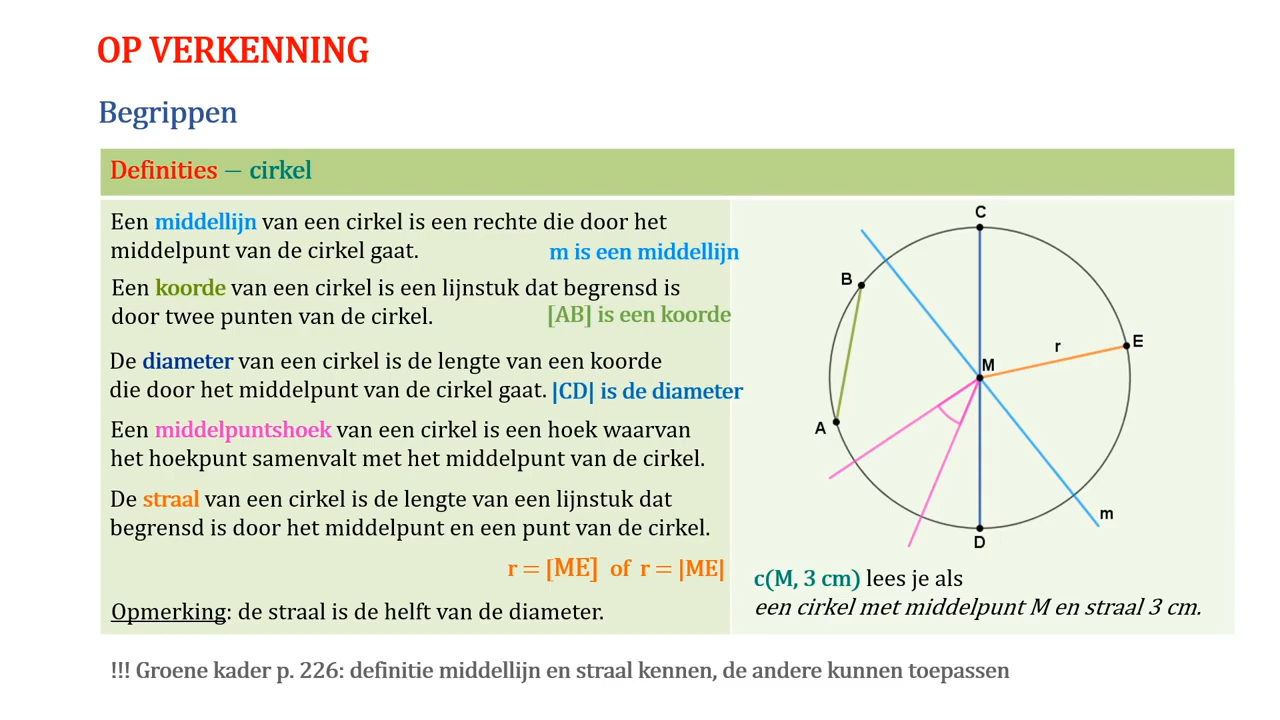 OP VERKENNING
Begrippen
Definities – cirkel
Een middellijn van een cirkel is een rechte die door het
middelpunt van de cirkel gaat.
m is een middellijn
Een koorde van een cirkel is een lijnstuk dat begrensd is
door twee punten van de cirkel.
[AB] is een koorde
De diameter van een cirkel is de lengte van een koorde
die door het middelpunt van de cirkel gaat.
|CD| is de diameter
Een middelpuntshoek van een cirkel is een hoek waarvan
het hoekpunt samenvalt met het middelpunt van de cirkel.
De straal van een cirkel is de lengte van een lijnstuk dat
begrensd is door het middelpunt en een punt van de cirkel.
r = [ME] of r = |ME|
Opmerking: de straal is de helft van de diameter.
C
B
E
r
M
A
m
D
c(M, 3 cm) lees je als
een cirkel met middelpunt M en straal 3 cm.
!!! Groene kader p. 226: definitie middellijn en straal kennen, de andere kunnen toepassen